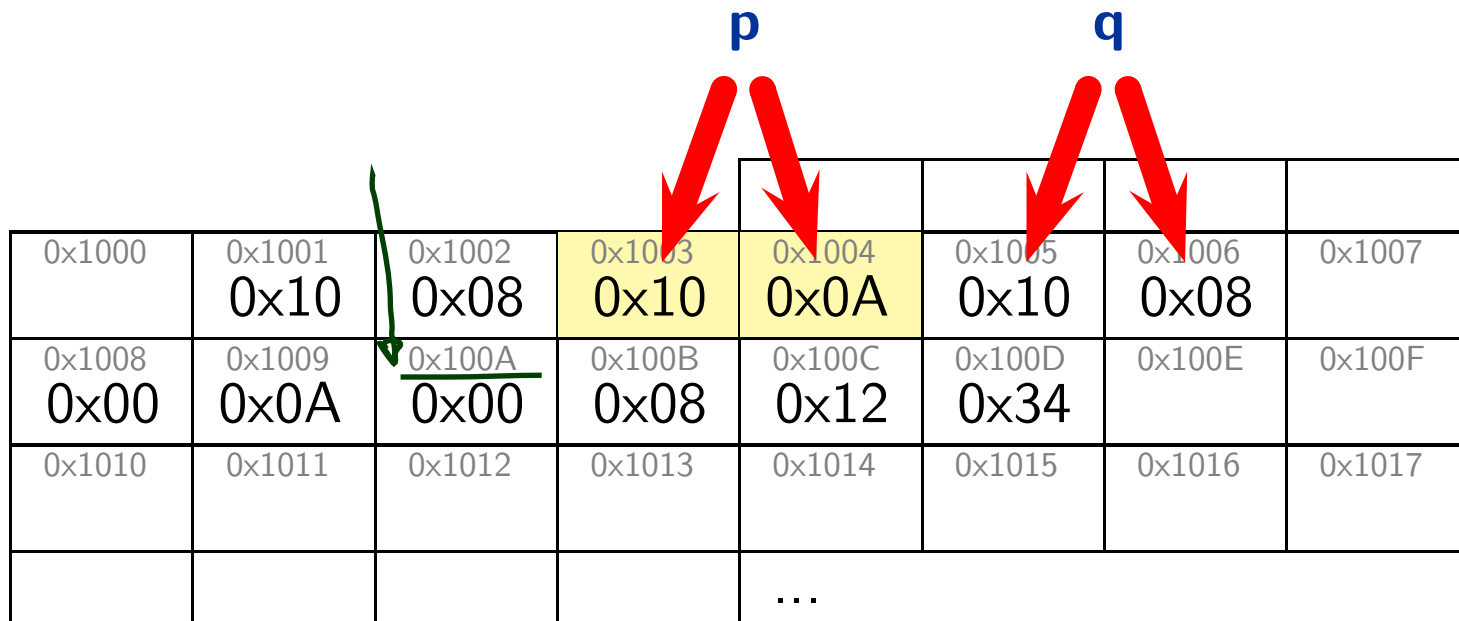 p q
0x1000 0x1001 0x1002 0x1003 0x1004 0x1005 0x1006 0x1007
0x10 0x08 0x10 0x0A 0x10 0x08
0x1008 0x1009 0x100A 0x100B 0x100C 0x100D 0x100E 0x100F
0x00 0x0A 0x00 0x08 0x12 0x34
0x1010 0x1011 0x1012 0x1013 0x1014 0x1015 0x1016 0x1017
...